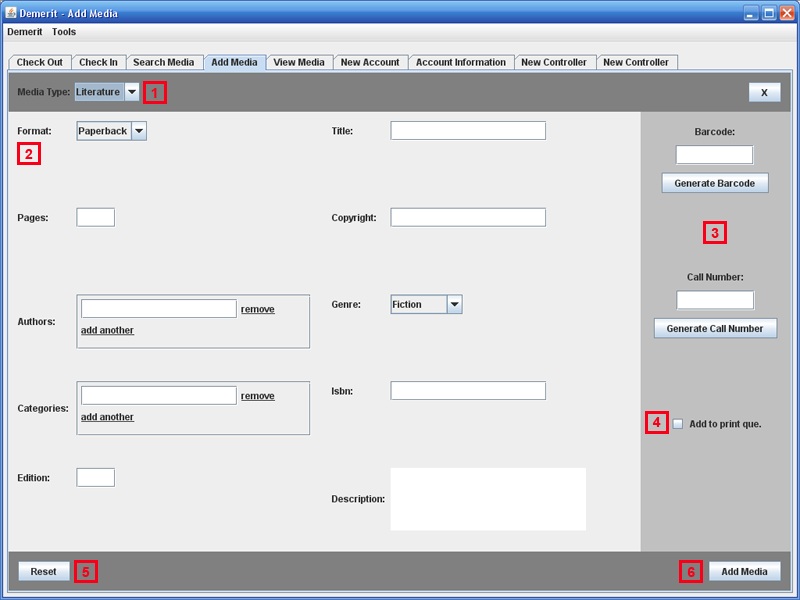 Demerit - Add Media
Demerit Tools
Check Out Check In Search Media Add Media View Media New Account Account Information New Controller New Controller
Media Type: Literature 1 X
Format: Paperback
2
Title:
Pages:
Copyright:
Authors:
remove
add another
Genre: Fiction
Categories:
remove
add another
Isbn:
Edition:
Description:
Barcode:
Generate Barcode
3
Call Number:
Generate Call Number
4 Add to print que.
Reset 5 6 Add Media